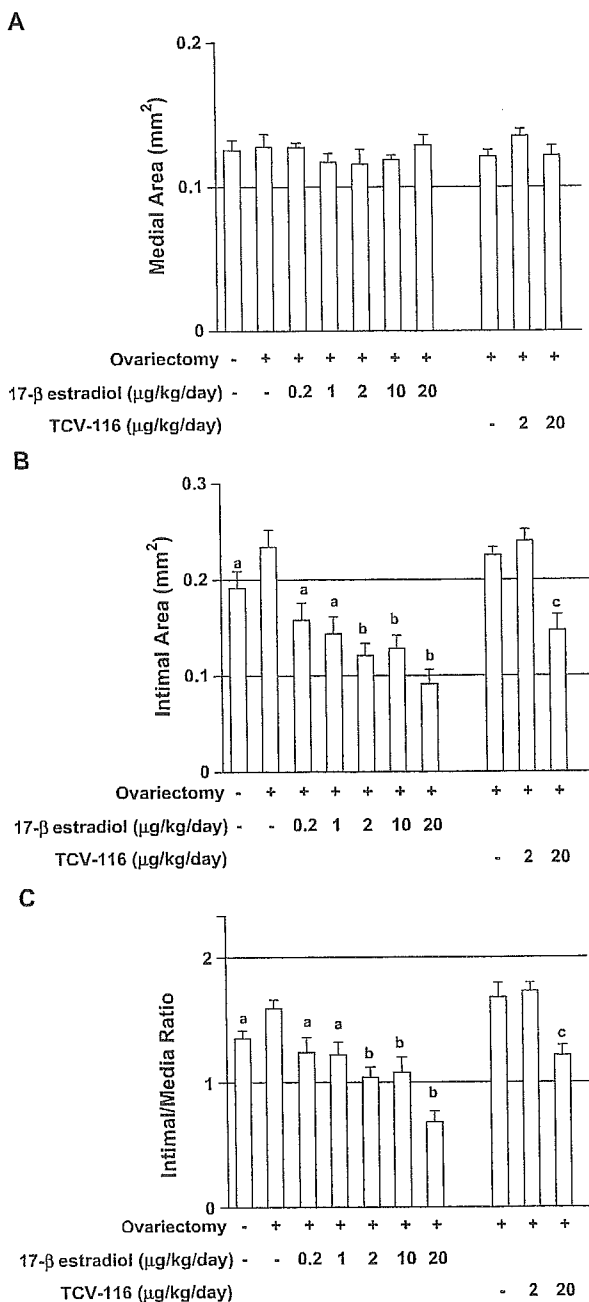 A
0.2
0.1
0
Medial Area (mm²)
Ovariectomy - + + + + + + + + +
17-β estradiol (µg/kg/day) - - 0.2 1 2 10 20
TCV-116 (µg/kg/day) - 2 20
B
0.3
0.2
0.1
0
Intimal Area (mm²)
a a a b b b c
Ovariectomy - + + + + + + + + +
17-β estradiol (µg/kg/day) - - 0.2 1 2 10 20
TCV-116 (µg/kg/day) - 2 20
C
2
1
0
Intimal/Media Ratio
a a a b b b c
Ovariectomy - + + + + + + + + +
17-β estradiol (µg/kg/day) - - 0.2 1 2 10 20
TCV-116 (µg/kg/day) - 2 20